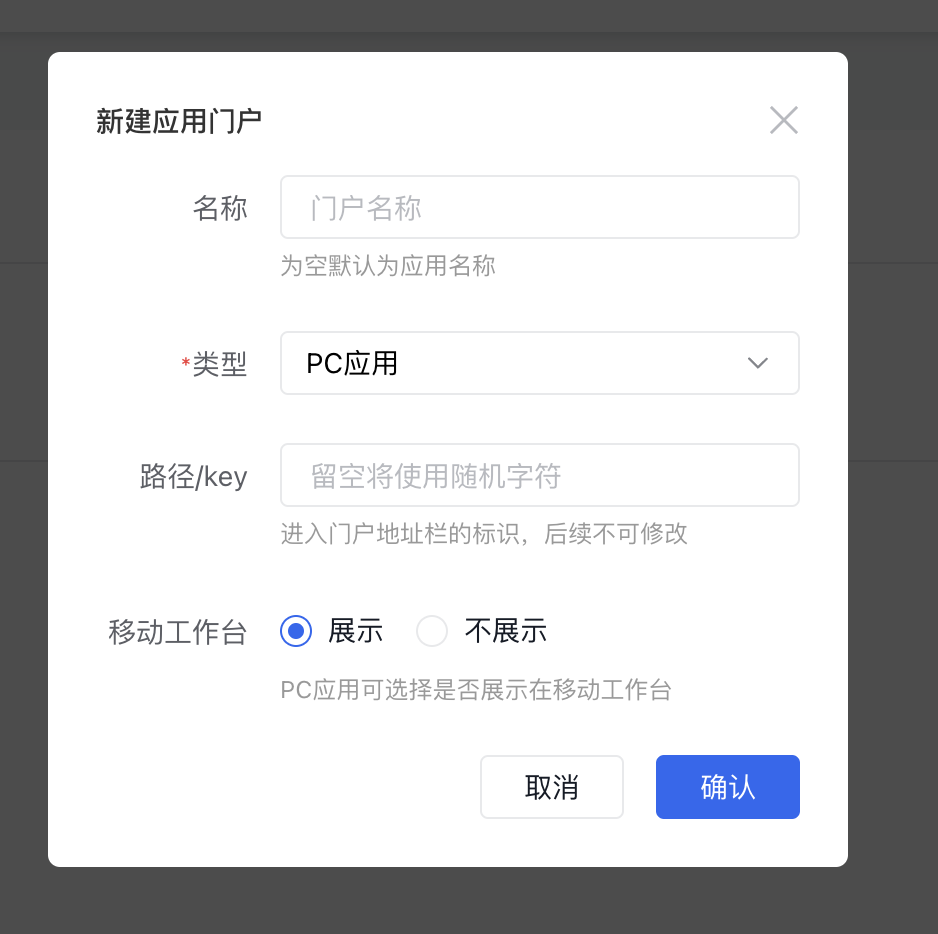 新建应用门户
名称
门户名称
为空默认为应用名称
*类型
PC应用
路径/key
留空将使用随机字符
进入门户地址栏的标识，后续不可修改
移动工作台
展示
不展示
PC应用可选择是否展示在移动工作台
取消
确认